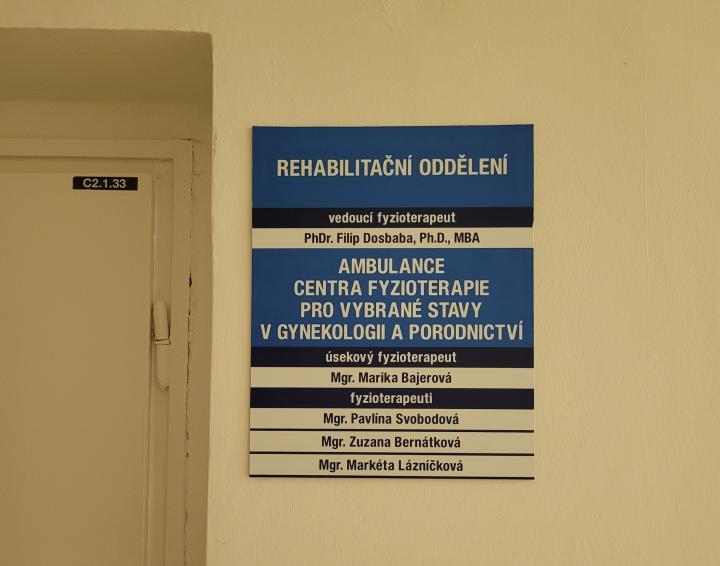 C2.1.33
REHABILITAČNÍ ODDĚLENÍ
vedoucí fyzioterapeut
PhDr. Filip Dosbaba, Ph.D., MBA
AMBULANCE
CENTRA FYZIOTERAPIE
PRO VYBRANÉ STAVY
V GYNEKOLOGII A PORODNICTVÍ
úsekový fyzioterapeut
Mgr. Marika Bajerová
fyzioterapeuti
Mgr. Pavlína Svobodová
Mgr. Zuzana Bernátková
Mgr. Markéta Lázníčková